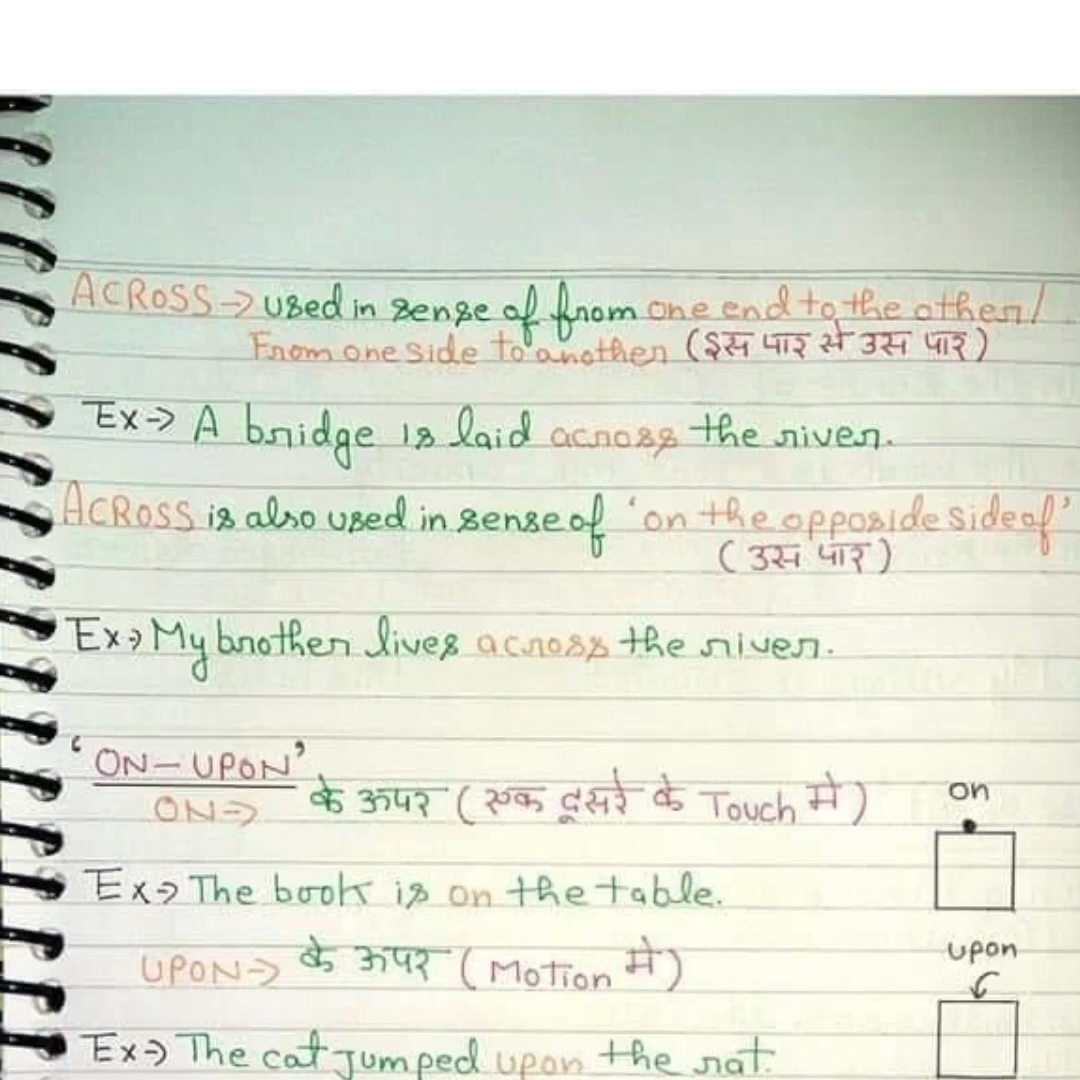 ACROSS → used in sense of from one end to the other/
From one side to another (इस पार से उस पार)
Ex → A bridge is laid across the river.
ACROSS is also used in sense of 'on the opposide side of'
(उस पार)
Ex → My brother lives across the river.
'ON – UPON'
ON → के ऊपर (एक दूसरे के Touch मे)
on
Ex → The book is on the table.
UPON → के ऊपर (Motion मे)
upon
Ex → The cat jumped upon the rat.